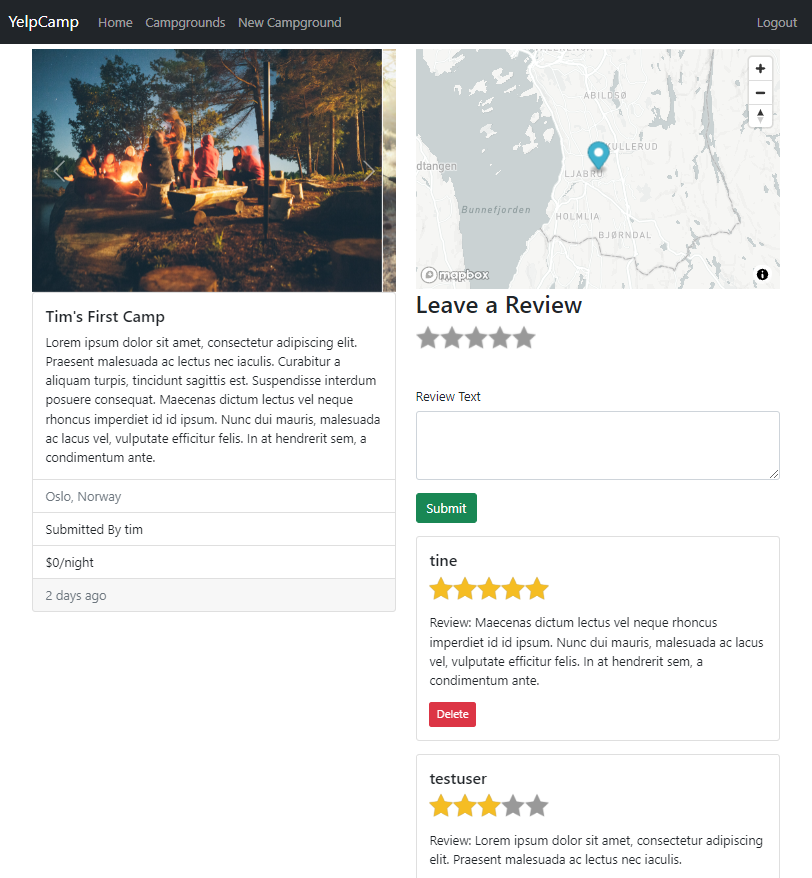 YelpCamp Home Campgrounds New Campground Logout
Tim's First Camp
Lorem ipsum dolor sit amet, consectetur adipiscing elit.
Praesent malesuada ac lectus nec iaculis. Curabitur a
aliquam turpis, tincidunt sagittis est. Suspendisse interdum
posuere consequat. Maecenas dictum lectus vel neque
rhoncus imperdiet id id ipsum. Nunc dui mauris, malesuada
ac lacus vel, vulputate efficitur felis. In at hendrerit sem, a
condimentum ante.
Oslo, Norway
Submitted By tim
$0/night
2 days ago
ABILDSØ
KULLERUD
dtangen
LJABRU
Bunnefjorden
HOLMLIA
BJØRNDAL
mapbox
Leave a Review
Review Text
Submit
tine
Review: Maecenas dictum lectus vel neque rhoncus
imperdiet id id ipsum. Nunc dui mauris, malesuada ac lacus
vel, vulputate efficitur felis. In at hendrerit sem, a
condimentum ante.
Delete
testuser
Review: Lorem ipsum dolor sit amet, consectetur adipiscing
elit. Praesent malesuada ac lectus nec iaculis.